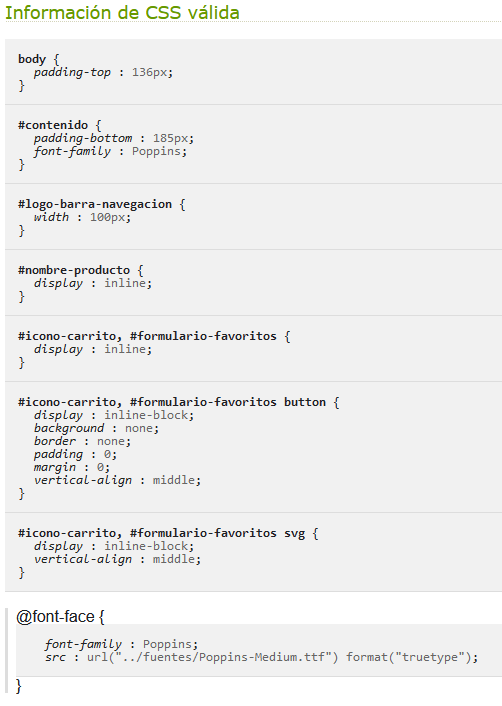 Información de CSS válida
body {
padding-top : 136px;
}
#contenido {
padding-bottom : 185px;
font-family : Poppins;
}
#logo-barra-navegacion {
width : 100px;
}
#nombre-producto {
display : inline;
}
#icono-carrito, #formulario-favoritos {
display : inline;
}
#icono-carrito, #formulario-favoritos button {
display : inline-block;
background : none;
border : none;
padding : 0;
margin : 0;
vertical-align : middle;
}
#icono-carrito, #formulario-favoritos svg {
display : inline-block;
vertical-align : middle;
}
@font-face {
font-family : Poppins;
src : url("../fuentes/Poppins-Medium.ttf") format("truetype");
}